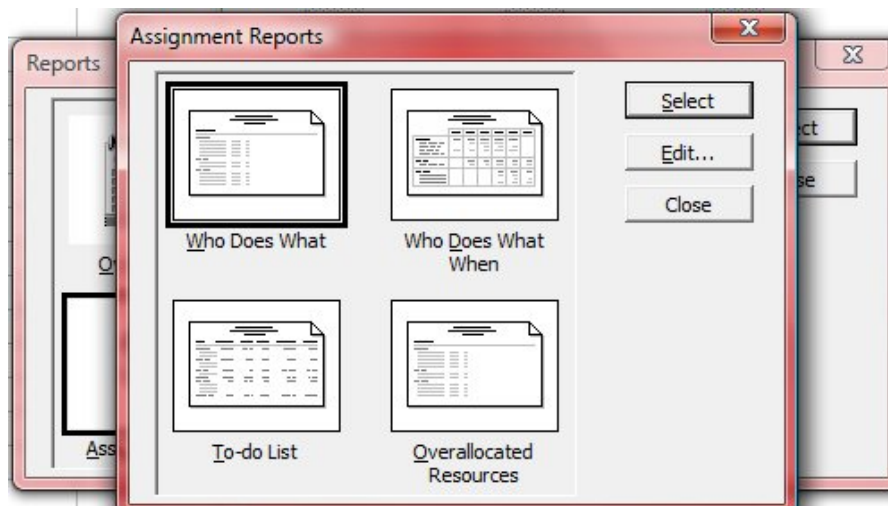 Assignment Reports
Reports
Select
Edit...
Close
Who Does What
Who Does What
When
To-do List
Overallocated
Resources